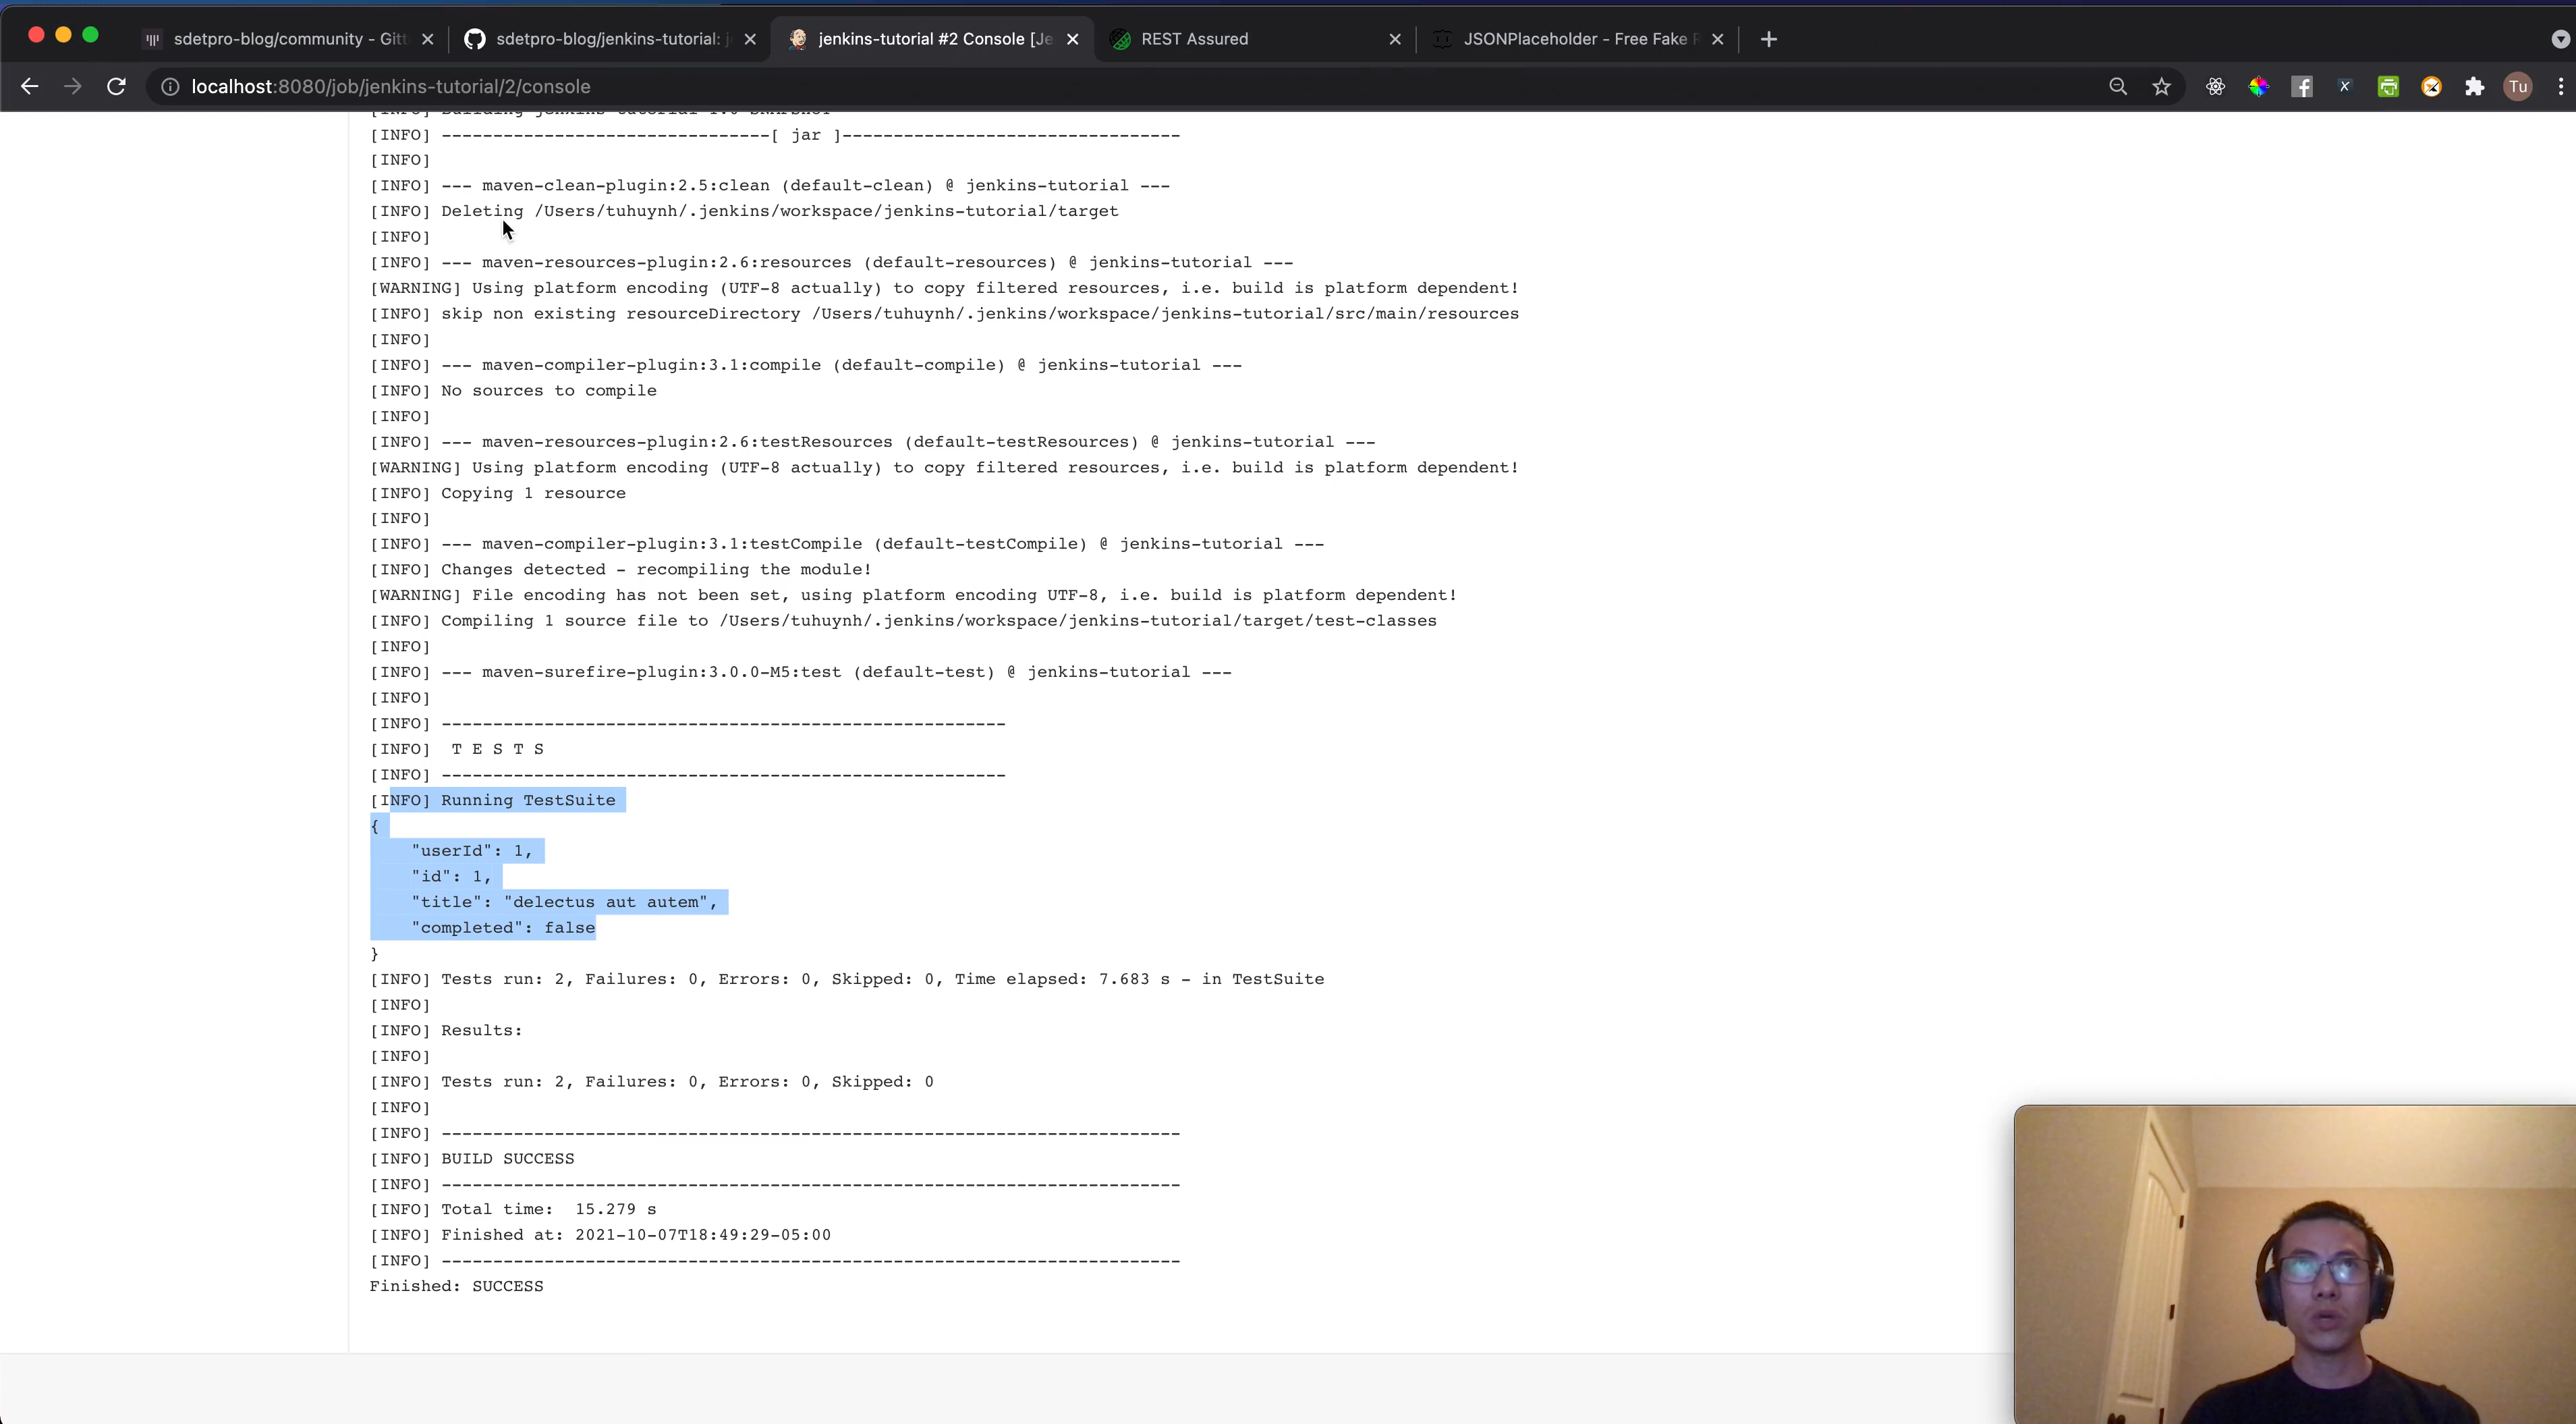 sdetpro-blog/community - Gitt
sdetpro-blog/jenkins-tutorial: j
jenkins-tutorial #2 Console [Je
REST Assured
JSONPlaceholder - Free Fake R
localhost:8080/job/jenkins-tutorial/2/console
Tu
[INFO] Building jenkins-tutorial 1.0-SNAPSHOT
[INFO] --------------------------------[ jar ]---------------------------------
[INFO]
[INFO] --- maven-clean-plugin:2.5:clean (default-clean) @ jenkins-tutorial ---
[INFO] Deleting /Users/tuhuynh/.jenkins/workspace/jenkins-tutorial/target
[INFO]
[INFO] --- maven-resources-plugin:2.6:resources (default-resources) @ jenkins-tutorial ---
[WARNING] Using platform encoding (UTF-8 actually) to copy filtered resources, i.e. build is platform dependent!
[INFO] skip non existing resourceDirectory /Users/tuhuynh/.jenkins/workspace/jenkins-tutorial/src/main/resources
[INFO]
[INFO] --- maven-compiler-plugin:3.1:compile (default-compile) @ jenkins-tutorial ---
[INFO] No sources to compile
[INFO]
[INFO] --- maven-resources-plugin:2.6:testResources (default-testResources) @ jenkins-tutorial ---
[WARNING] Using platform encoding (UTF-8 actually) to copy filtered resources, i.e. build is platform dependent!
[INFO] Copying 1 resource
[INFO]
[INFO] --- maven-compiler-plugin:3.1:testCompile (default-testCompile) @ jenkins-tutorial ---
[INFO] Changes detected - recompiling the module!
[WARNING] File encoding has not been set, using platform encoding UTF-8, i.e. build is platform dependent!
[INFO] Compiling 1 source file to /Users/tuhuynh/.jenkins/workspace/jenkins-tutorial/target/test-classes
[INFO]
[INFO] --- maven-surefire-plugin:3.0.0-M5:test (default-test) @ jenkins-tutorial ---
[INFO]
[INFO] -------------------------------------------------------
[INFO]  T E S T S
[INFO] -------------------------------------------------------
[INFO] Running TestSuite
{
    "userId": 1,
    "id": 1,
    "title": "delectus aut autem",
    "completed": false
}
[INFO] Tests run: 2, Failures: 0, Errors: 0, Skipped: 0, Time elapsed: 7.683 s - in TestSuite
[INFO]
[INFO] Results:
[INFO]
[INFO] Tests run: 2, Failures: 0, Errors: 0, Skipped: 0
[INFO]
[INFO] ------------------------------------------------------------------------
[INFO] BUILD SUCCESS
[INFO] ------------------------------------------------------------------------
[INFO] Total time:  15.279 s
[INFO] Finished at: 2021-10-07T18:49:29-05:00
[INFO] ------------------------------------------------------------------------
Finished: SUCCESS